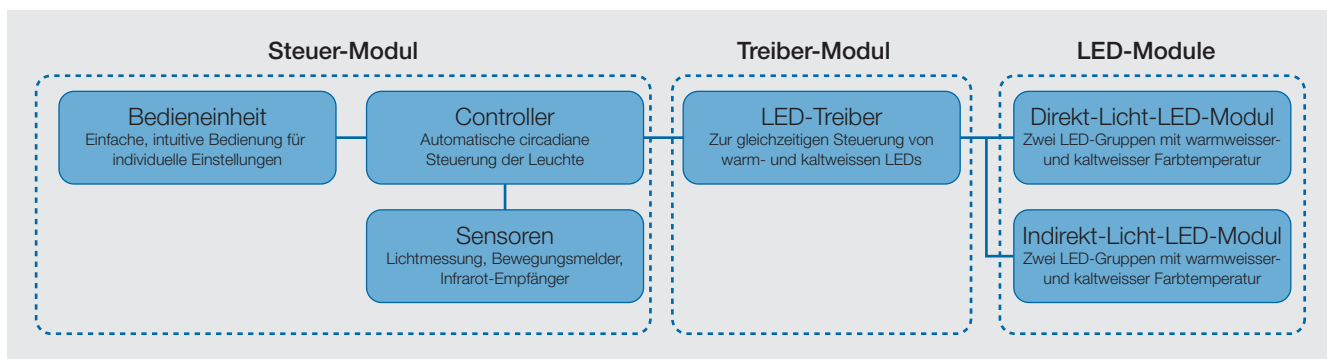 Steuer-Modul
Bedieneinheit
Einfache, intuitive Bedienung für
individuelle Einstellungen
Controller
Automatische circadiane
Steuerung der Leuchte
Sensoren
Lichtmessung, Bewegungsmelder,
Infrarot-Empfänger
Treiber-Modul
LED-Treiber
Zur gleichzeitigen Steuerung von
warm- und kaltweissen LEDs
LED-Module
Direkt-Licht-LED-Modul
Zwei LED-Gruppen mit warmweisser-
und kaltweisser Farbtemperatur
Indirekt-Licht-LED-Modul
Zwei LED-Gruppen mit warmweisser-
und kaltweisser Farbtemperatur